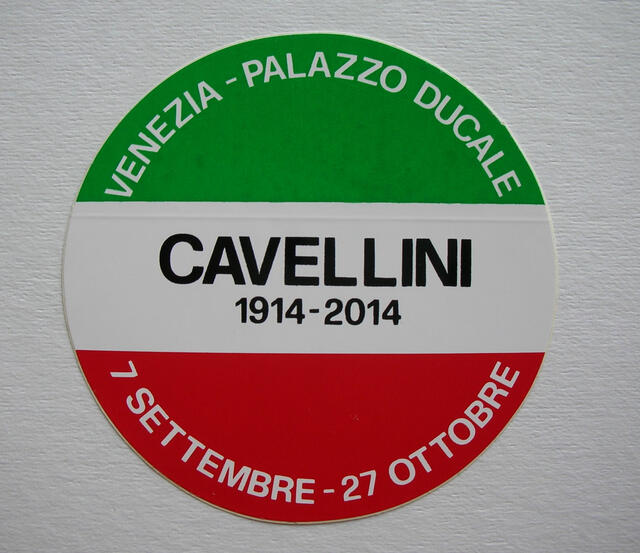 VENEZIA - PALAZZO DUCALE
CAVELLINI
1914-2014
7 SETTEMBRE - 27 OTTOBRE